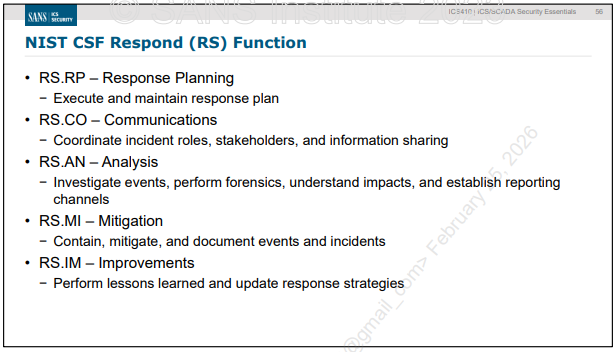 © SANS Institute 2026
SANS ICS SECURITY
ICS410 | ICS/SCADA Security Essentials 56
NIST CSF Respond (RS) Function
• RS.RP – Response Planning
– Execute and maintain response plan
• RS.CO – Communications
– Coordinate incident roles, stakeholders, and information sharing
• RS.AN – Analysis
– Investigate events, perform forensics, understand impacts, and establish reporting
channels
• RS.MI – Mitigation
– Contain, mitigate, and document events and incidents
• RS.IM – Improvements
– Perform lessons learned and update response strategies
@gmail_com> February 15, 2026